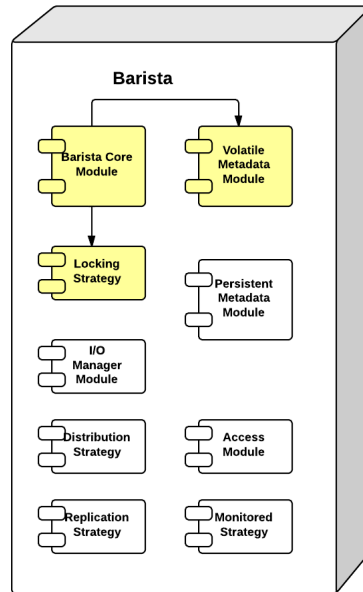 Barista
Barista Core
Module
Volatile
Metadata
Module
Locking
Strategy
Persistent
Metadata
Module
I/O
Manager
Module
Distribution
Strategy
Access
Module
Replication
Strategy
Monitored
Strategy